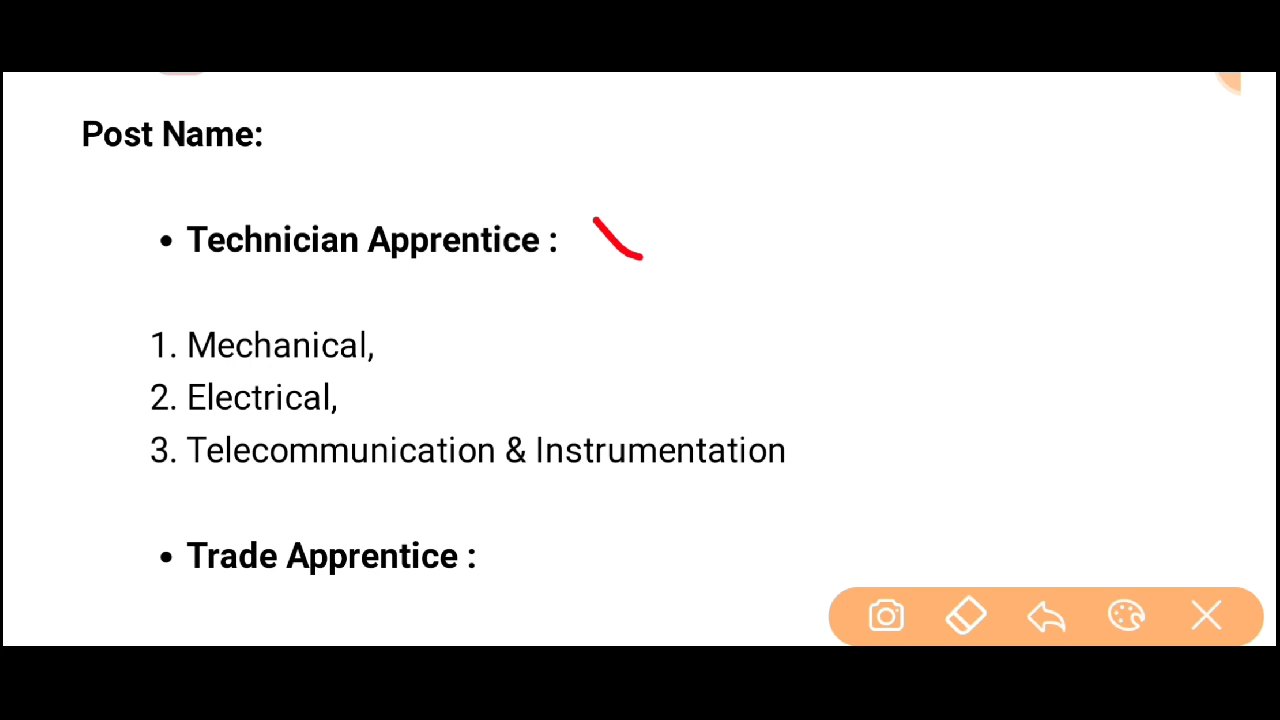 Post Name:
• Technician Apprentice :
1. Mechanical,
2. Electrical,
3. Telecommunication & Instrumentation
• Trade Apprentice :